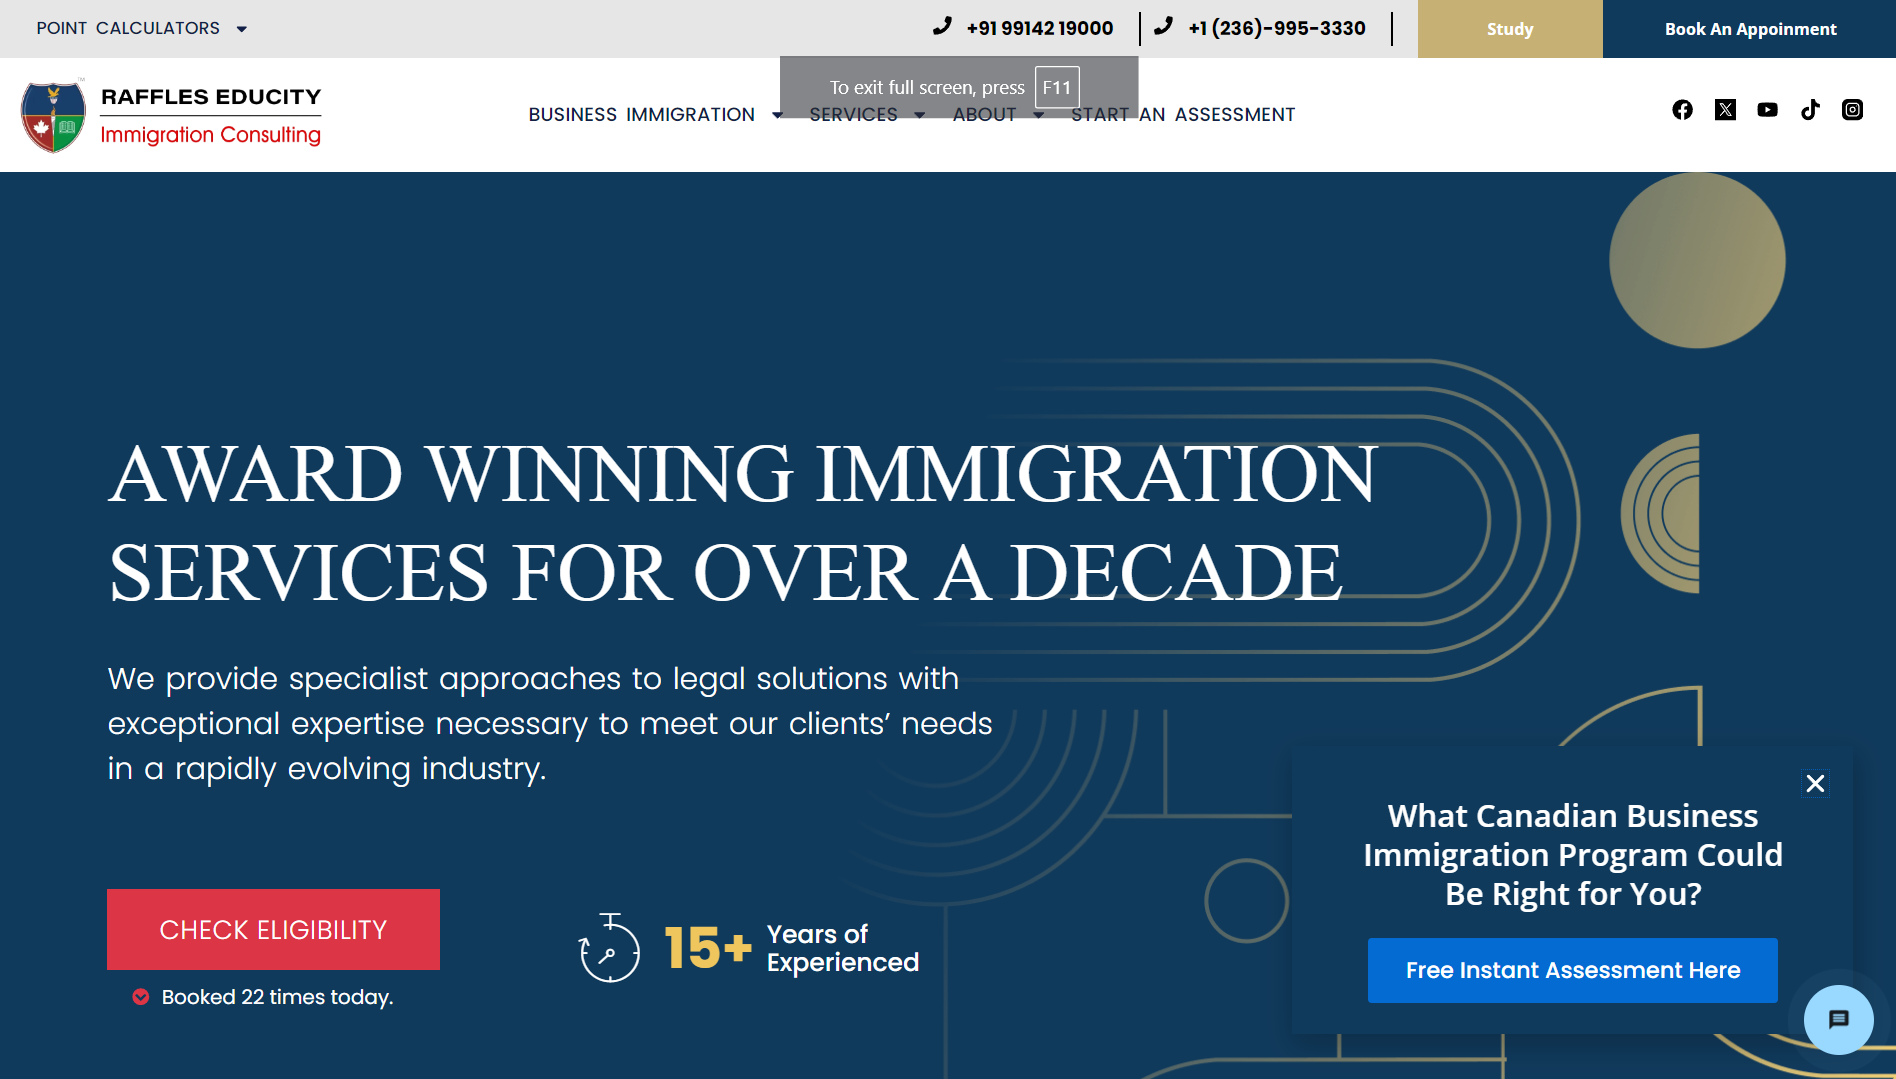 POINT CALCULATORS
+91 99142 19000
+1 (236)-995-3330
Study
Book An Appoinment
To exit full screen, press F11
TM
RAFFLES EDUCITY
Immigration Consulting
BUSINESS IMMIGRATION
SERVICES
ABOUT
START AN ASSESSMENT
AWARD WINNING IMMIGRATION
SERVICES FOR OVER A DECADE
We provide specialist approaches to legal solutions with
exceptional expertise necessary to meet our clients’ needs
in a rapidly evolving industry.
CHECK ELIGIBILITY
Booked 22 times today.
15+
Years of
Experienced
What Canadian Business
Immigration Program Could
Be Right for You?
Free Instant Assessment Here